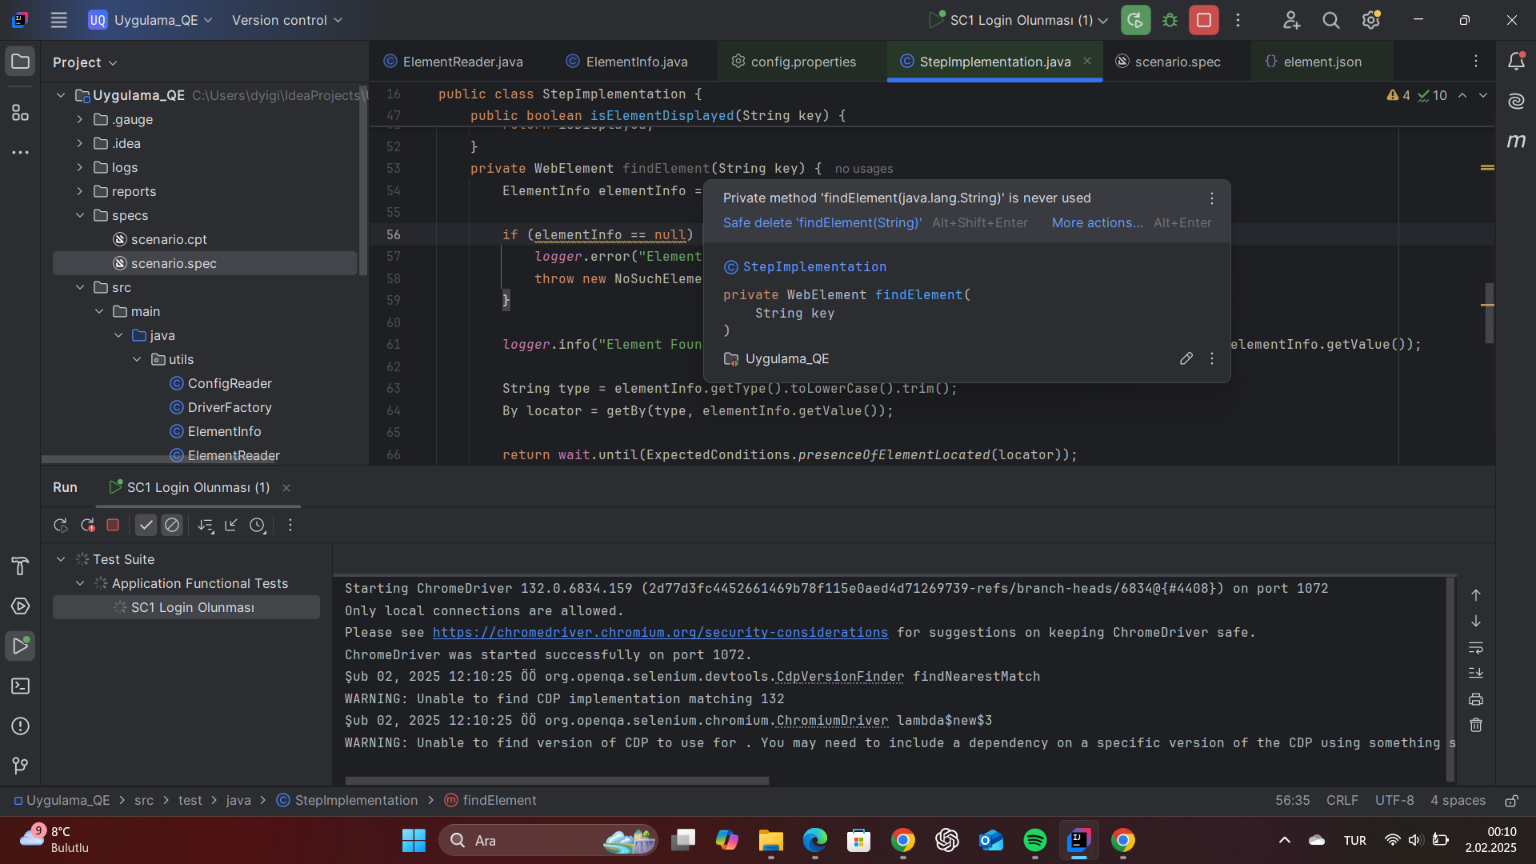 UQ Uygulama_QE Version control SC1 Login Olunması (1)
Project ElementReader.java ElementInfo.java config.properties StepImplementation.java scenario.spec element.json
Uygulama_QE C:\Users\dyigi\IdeaProjects\
.gauge
.idea
logs
reports
specs
scenario.cpt
scenario.spec
src
main
java
utils
ConfigReader
DriverFactory
ElementInfo
ElementReader
16 public class StepImplementation { 4 10
47 public boolean isElementDisplayed(String key) {
return isDisplayed;
52 }
53 private WebElement findElement(String key) { no usages
54 ElementInfo elementInfo =
55
56 if (elementInfo == null)
57 logger.error("Element
58 throw new NoSuchEleme
59 }
60
61 logger.info("Element Foun elementInfo.getValue());
62
63 String type = elementInfo.getType().toLowerCase().trim();
64 By locator = getBy(type, elementInfo.getValue());
65
66 return wait.until(ExpectedConditions.presenceOfElementLocated(locator));
Private method 'findElement(java.lang.String)' is never used
Safe delete 'findElement(String)' Alt+Shift+Enter More actions... Alt+Enter
StepImplementation
private WebElement findElement(
String key
)
Uygulama_QE
Run SC1 Login Olunması (1)
Test Suite
Application Functional Tests
SC1 Login Olunması
Starting ChromeDriver 132.0.6834.159 (2d77d3fc4452661469b78f115e0aed4d71269739-refs/branch-heads/6834@{#4408}) on port 1072
Only local connections are allowed.
Please see https://chromedriver.chromium.org/security-considerations for suggestions on keeping ChromeDriver safe.
ChromeDriver was started successfully on port 1072.
Şub 02, 2025 12:10:25 ÖÖ org.openqa.selenium.devtools.CdpVersionFinder findNearestMatch
WARNING: Unable to find CDP implementation matching 132
Şub 02, 2025 12:10:25 ÖÖ org.openqa.selenium.chromium.ChromiumDriver lambda$new$3
WARNING: Unable to find version of CDP to use for . You may need to include a dependency on a specific version of the CDP using something s
Uygulama_QE src test java StepImplementation findElement 56:35 CRLF UTF-8 4 spaces
9 8°C
Bulutlu
Ara
TUR
00:10
2.02.2025